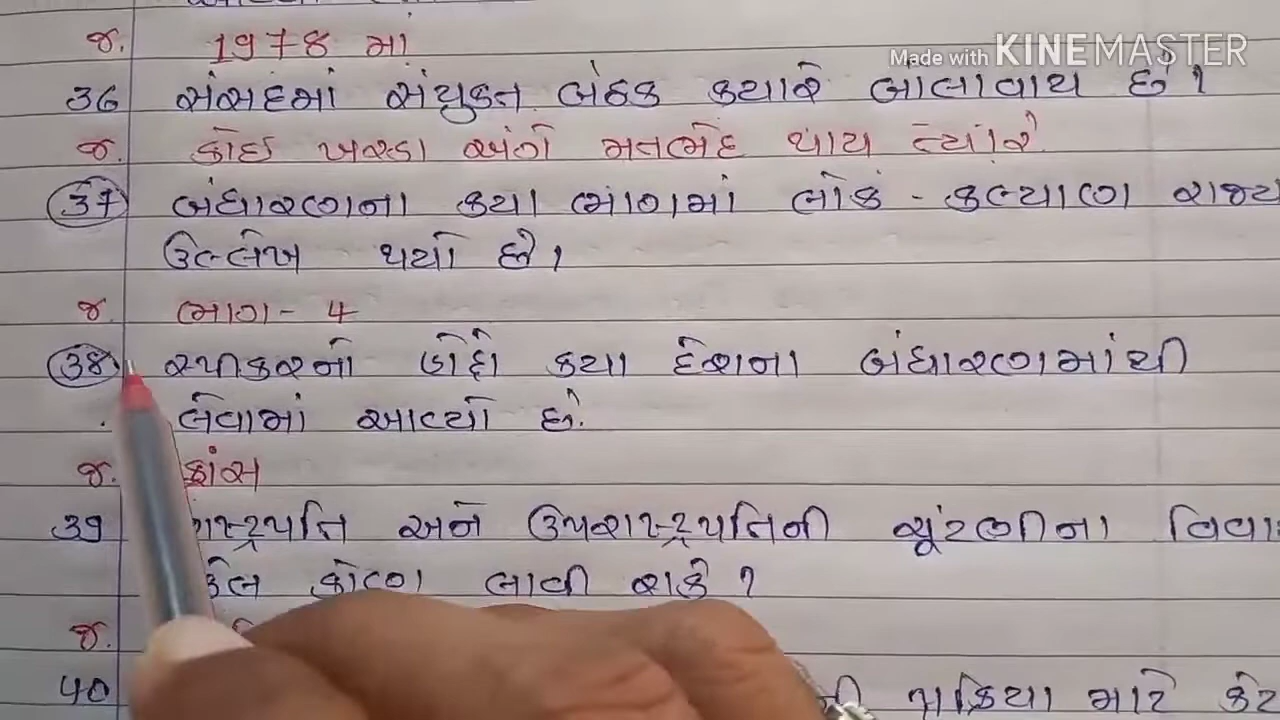 જ. 1978 માં
Made with KINEMASTER
36 સંસદમાં સંયુક્ત બેઠક કયારે બોલાવાય છે ?
જ. કોઈ ખરડા અંગે મતભેદ થાય ત્યારે
37 બંધારણના કયા ભાગમાં લોક - કલ્યાણ રાજ્ય
ઉલ્લેખ થયો છે ?
જ. ભાગ - 4
38 સ્પીકરનો હોદ્દો કયા દેશના બંધારણમાંથી
લેવામાં આવ્યો છે.
જ. ફ્રાંસ
39 રાષ્ટ્રપતિ અને ઉપરાષ્ટ્રપતિની ચૂંટણીના
કોણ લાવી શકે ?
જ.
40 પ્રક્રિયા માટે